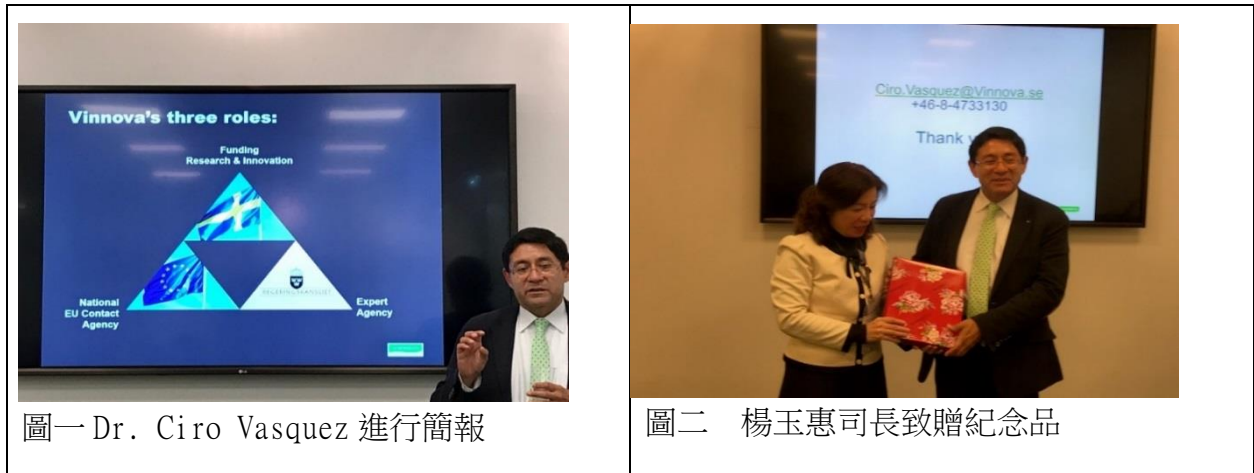 Vinnova's three roles:
Funding
Research & Innovation
National
EU Contact
Agency
Expert
Agency
LG
圖一 Dr. Ciro Vasquez 進行簡報
Ciro.Vasquez@Vinnova.se
+46-8-4733130
Thank
圖二 楊玉惠司長致贈紀念品